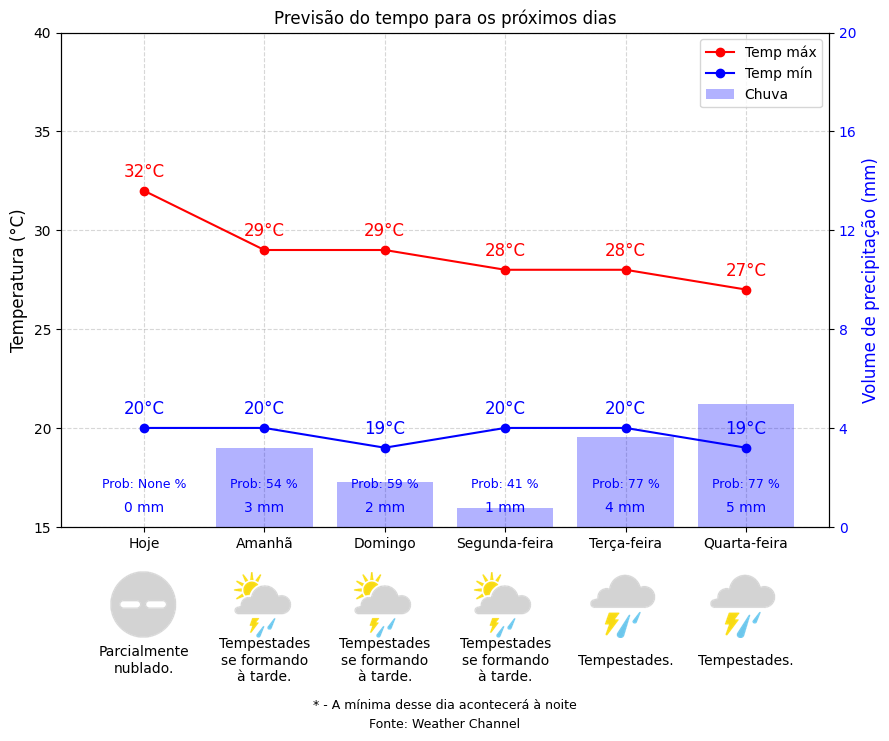 Previsão do tempo para os próximos dias
Temperatura (°C)
Volume de precipitação (mm)
40
35
30
25
20
15
20
16
12
8
4
0
Temp máx
Temp mín
Chuva
32°C
29°C
29°C
28°C
28°C
27°C
20°C
20°C
19°C
20°C
20°C
19°C
Prob: None %
Prob: 54 %
Prob: 59 %
Prob: 41 %
Prob: 77 %
Prob: 77 %
0 mm
3 mm
2 mm
1 mm
4 mm
5 mm
Hoje
Amanhã
Domingo
Segunda-feira
Terça-feira
Quarta-feira
Parcialmente
nublado.
Tempestades
se formando
à tarde.
Tempestades
se formando
à tarde.
Tempestades
se formando
à tarde.
Tempestades.
Tempestades.
* - A mínima desse dia acontecerá à noite
Fonte: Weather Channel